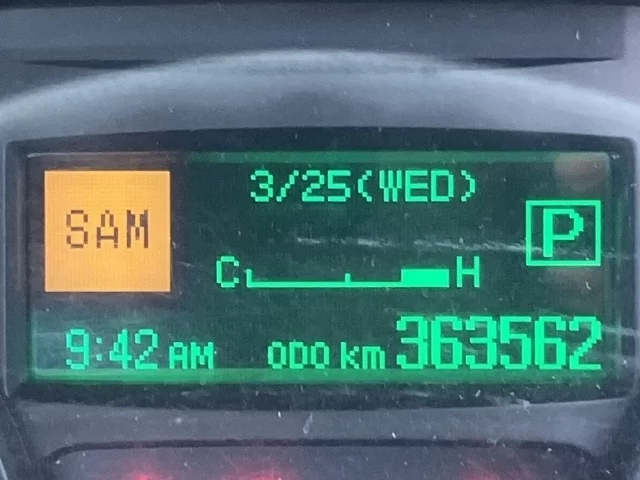 3/25(WED)
SAM
P
C H
9:42 AM ODO km 363562